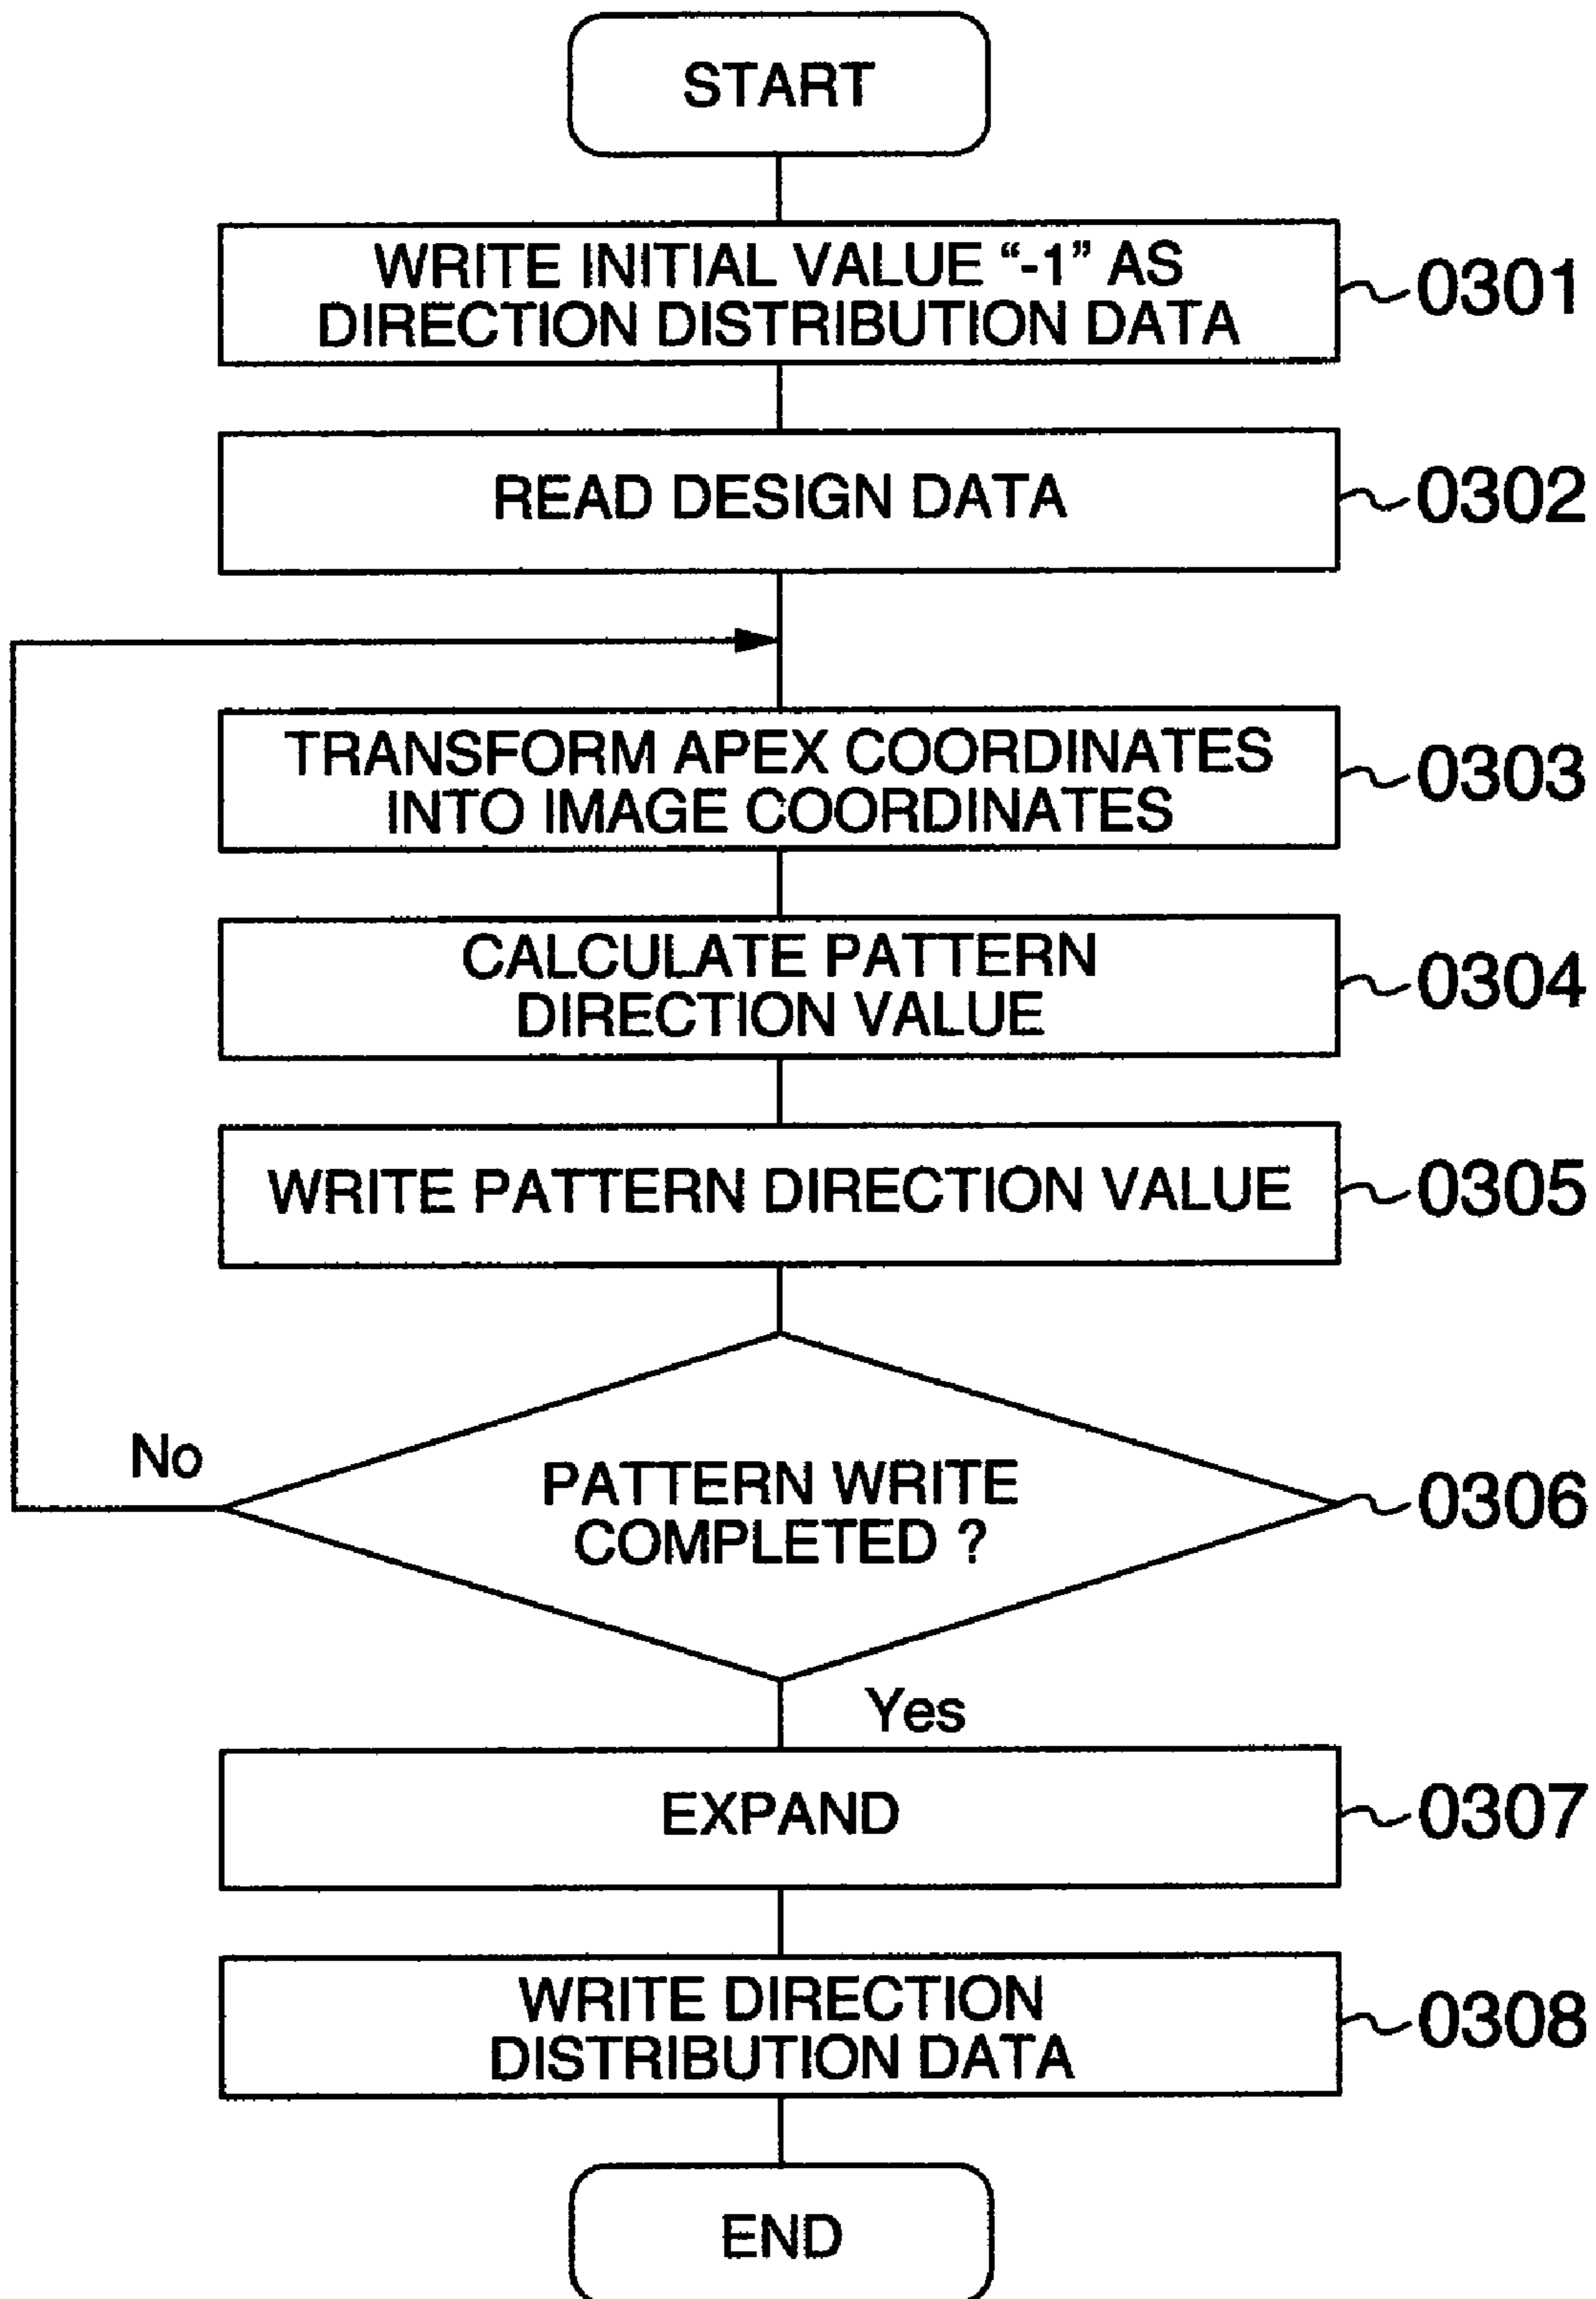 START
WRITE INITIAL VALUE “-1” AS
DIRECTION DISTRIBUTION DATA
0301
READ DESIGN DATA
0302
TRANSFORM APEX COORDINATES
INTO IMAGE COORDINATES
0303
CALCULATE PATTERN
DIRECTION VALUE
0304
WRITE PATTERN DIRECTION VALUE
0305
No
PATTERN WRITE
COMPLETED ?
0306
Yes
EXPAND
0307
WRITE DIRECTION
DISTRIBUTION DATA
0308
END